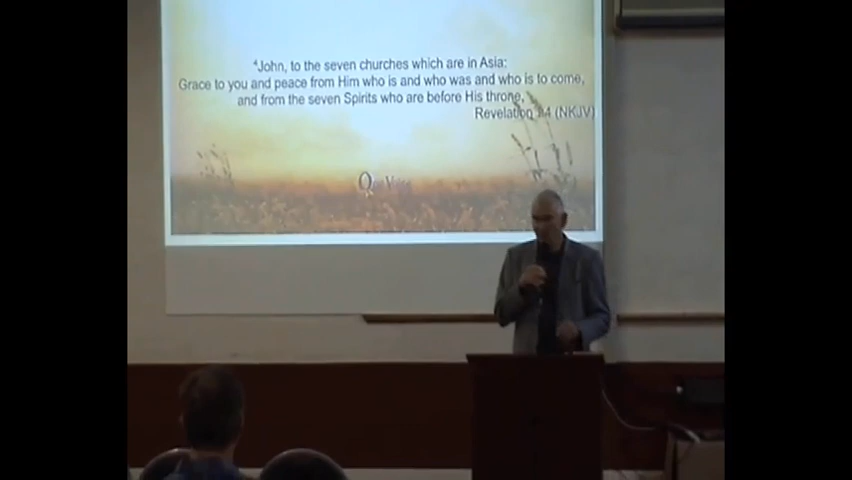 ⁴John, to the seven churches which are in Asia:
Grace to you and peace from Him who is and who was and who is to come,
and from the seven Spirits who are before His throne,
Revelation 1:4 (NKJV)